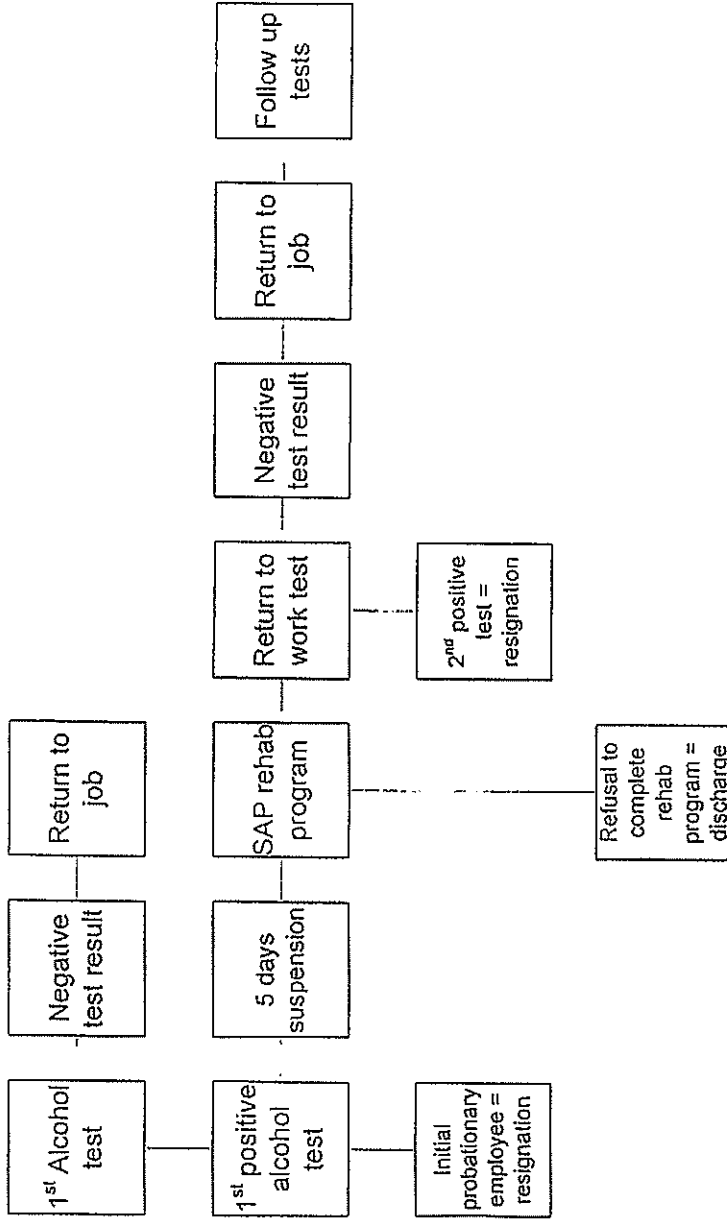 1st Alcohol
test
Negative
test result
Return to
job
1st positive
alcohol
test
5 days
suspension
SAP rehab
program
Return to
work test
Negative
test result
Return to
job
Follow up
tests
Initial
probationary
employee =
resignation
2nd positive
test =
resignation
Refusal to
complete
rehab
program =
discharge